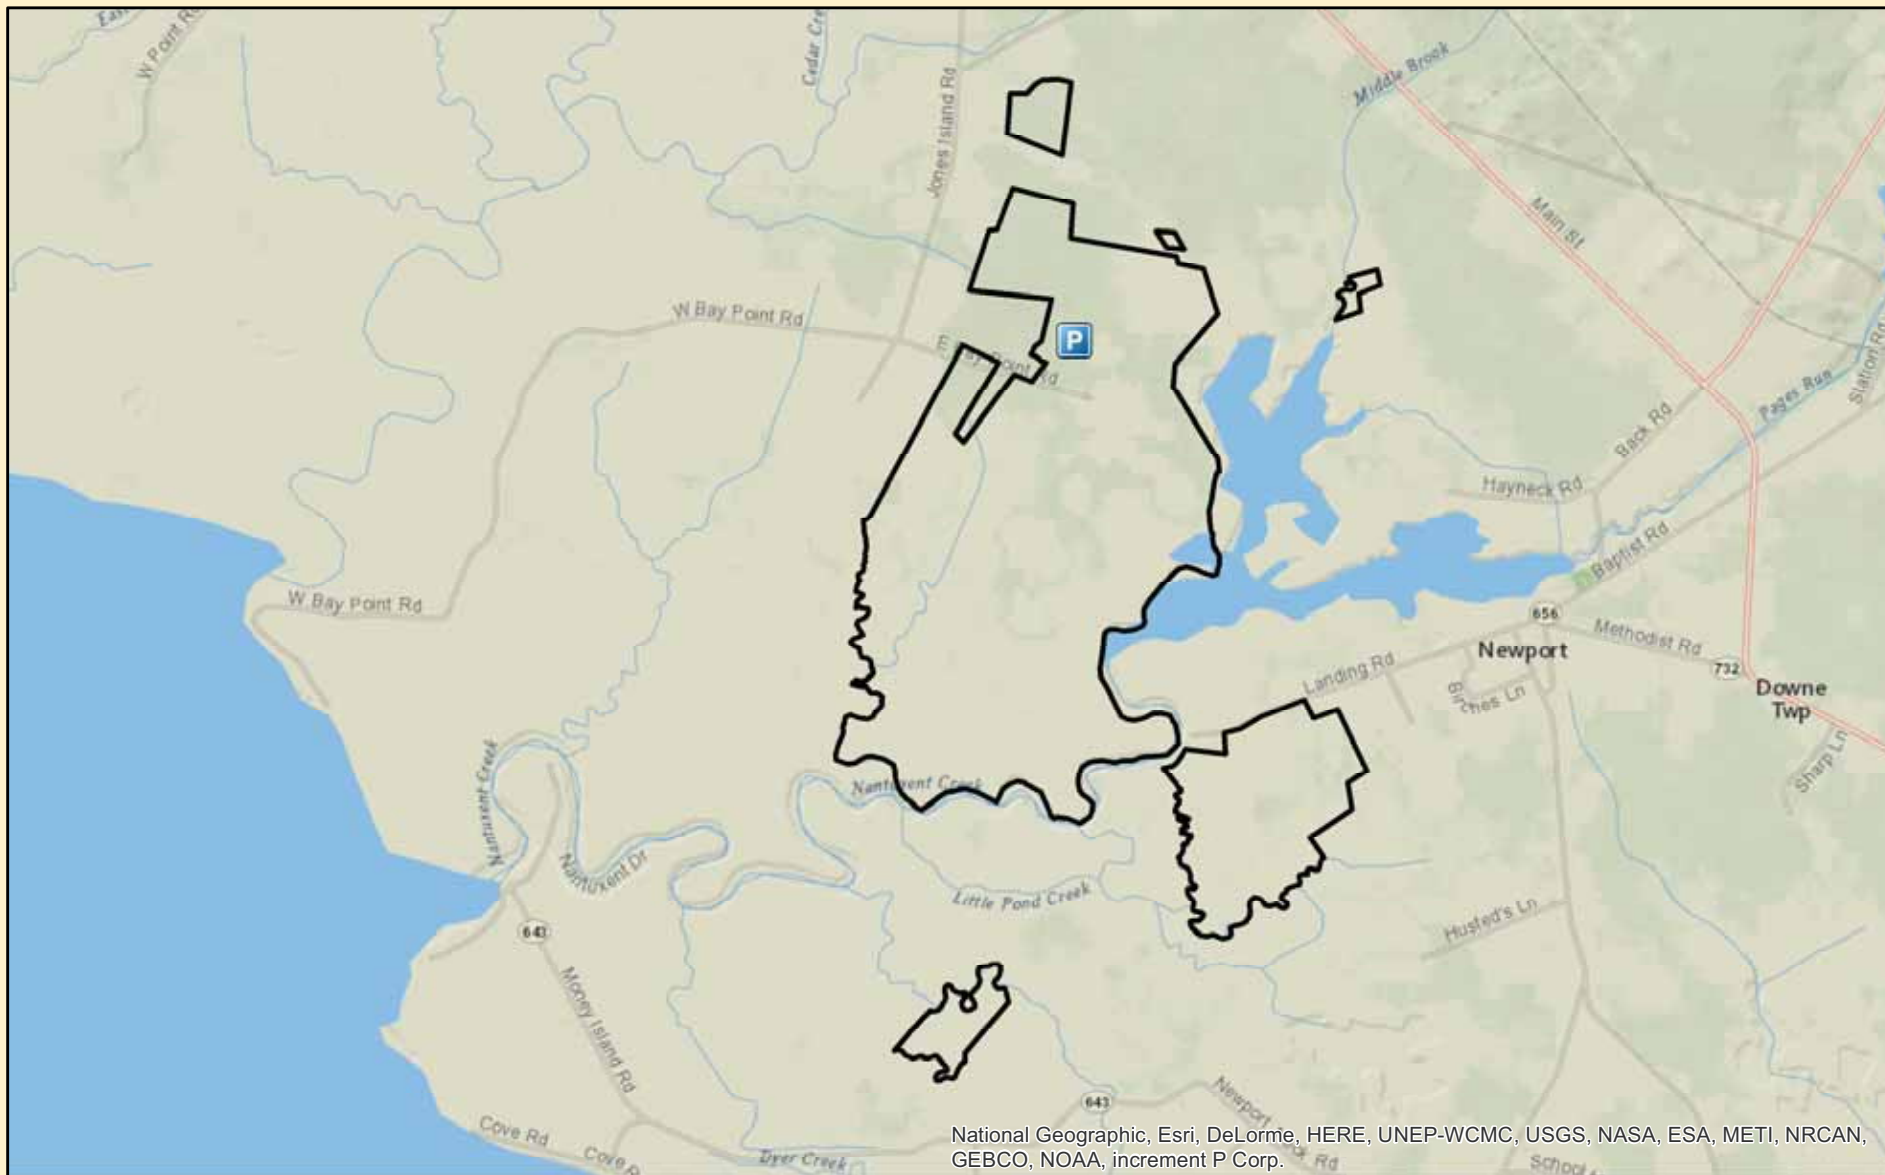 W Point Rd
Cedar Cre
Middle Brook
Jones Island Rd
Main St
W Bay Point Rd
P
Station Rd
Pages Run
Back Rd
Hayneck Rd
Baptist Rd
W Bay Point Rd
656
Methodist Rd
Newport
732
Landing Rd
Birches Ln
Downe
Twp
Sharp Ln
Nantuxent Creek
Nantuxent Creek
Nantuxent Dr
Little Pond Creek
Husted's Ln
643
Money Island Rd
643
Cove Rd
Dyer Creek
National Geographic, Esri, DeLorme, HERE, UNEP-WCMC, USGS, NASA, ESA, METI, NRCAN,
GEBCO, NOAA, increment P Corp.